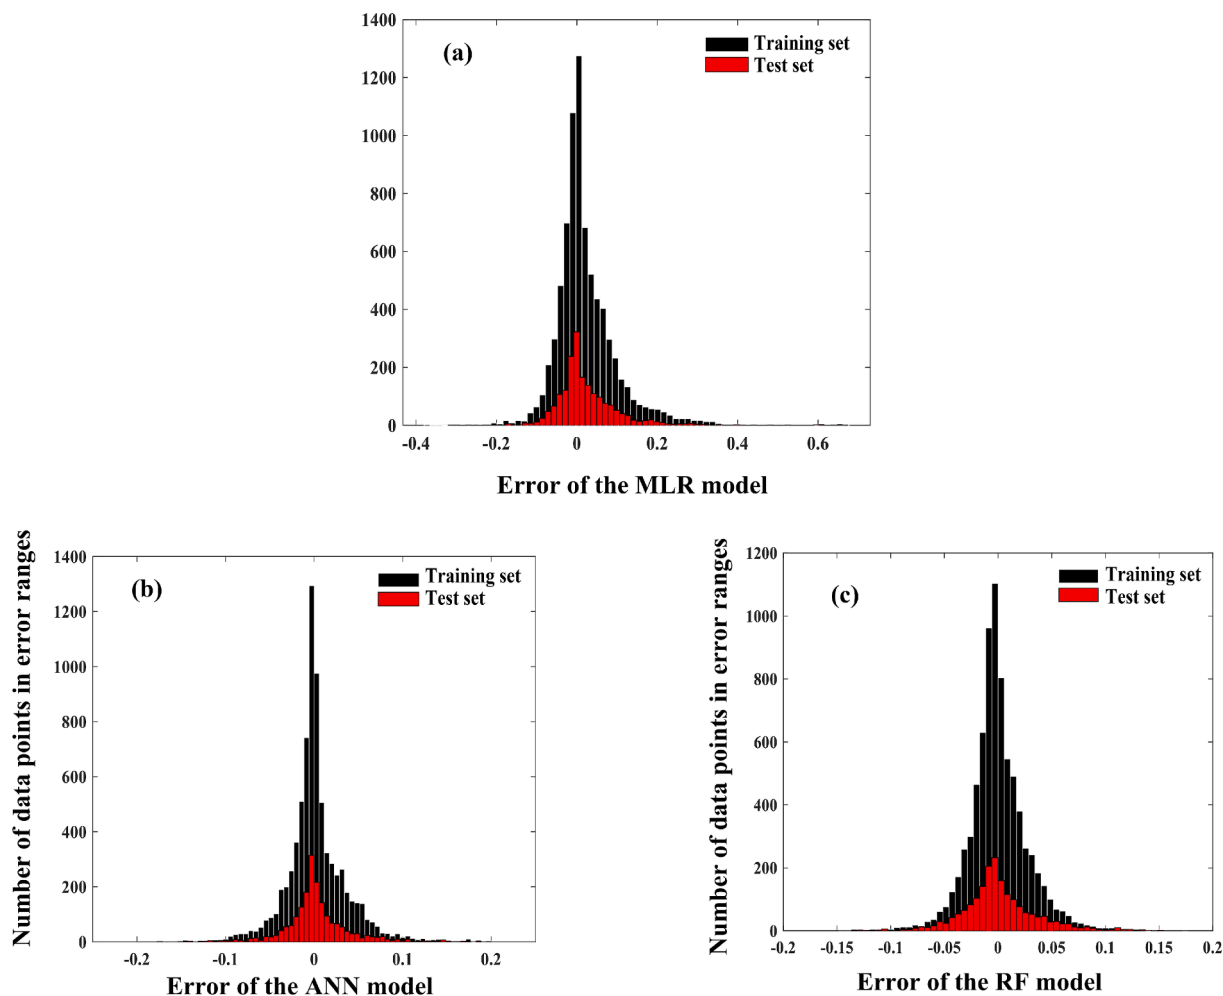 1400
1200
1000
800
600
400
200
0
(a)
Training set
Test set
-0.4 -0.2 0 0.2 0.4 0.6
Error of the MLR model
Number of data points in error ranges
1400
1200
1000
800
600
400
200
0
(b)
Training set
Test set
-0.2 -0.1 0 0.1 0.2
Error of the ANN model
Number of data points in error ranges
1200
1000
800
600
400
200
0
(c)
Training set
Test set
-0.2 -0.15 -0.1 -0.05 0 0.05 0.1 0.15 0.2
Error of the RF model